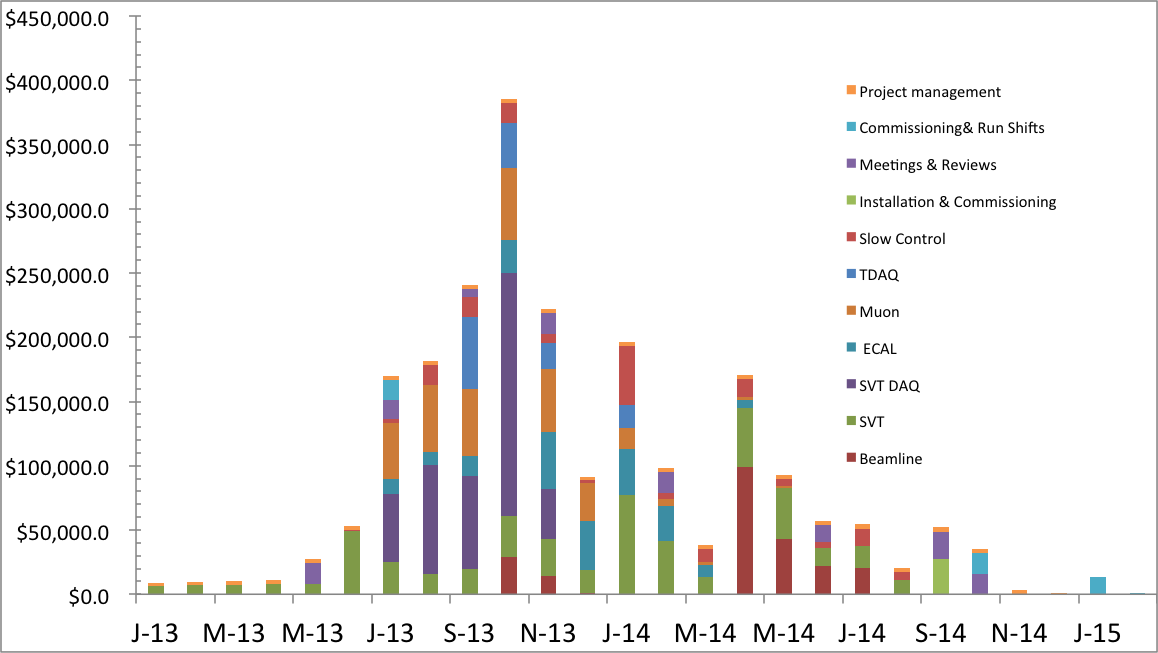 $450,000.0
$400,000.0
$350,000.0
$300,000.0
$250,000.0
$200,000.0
$150,000.0
$100,000.0
$50,000.0
$0.0
Project management
Commissioning& Run Shifts
Meetings & Reviews
Installation & Commissioning
Slow Control
TDAQ
Muon
ECAL
SVT DAQ
SVT
Beamline
J-13 M-13 M-13 J-13 S-13 N-13 J-14 M-14 M-14 J-14 S-14 N-14 J-15